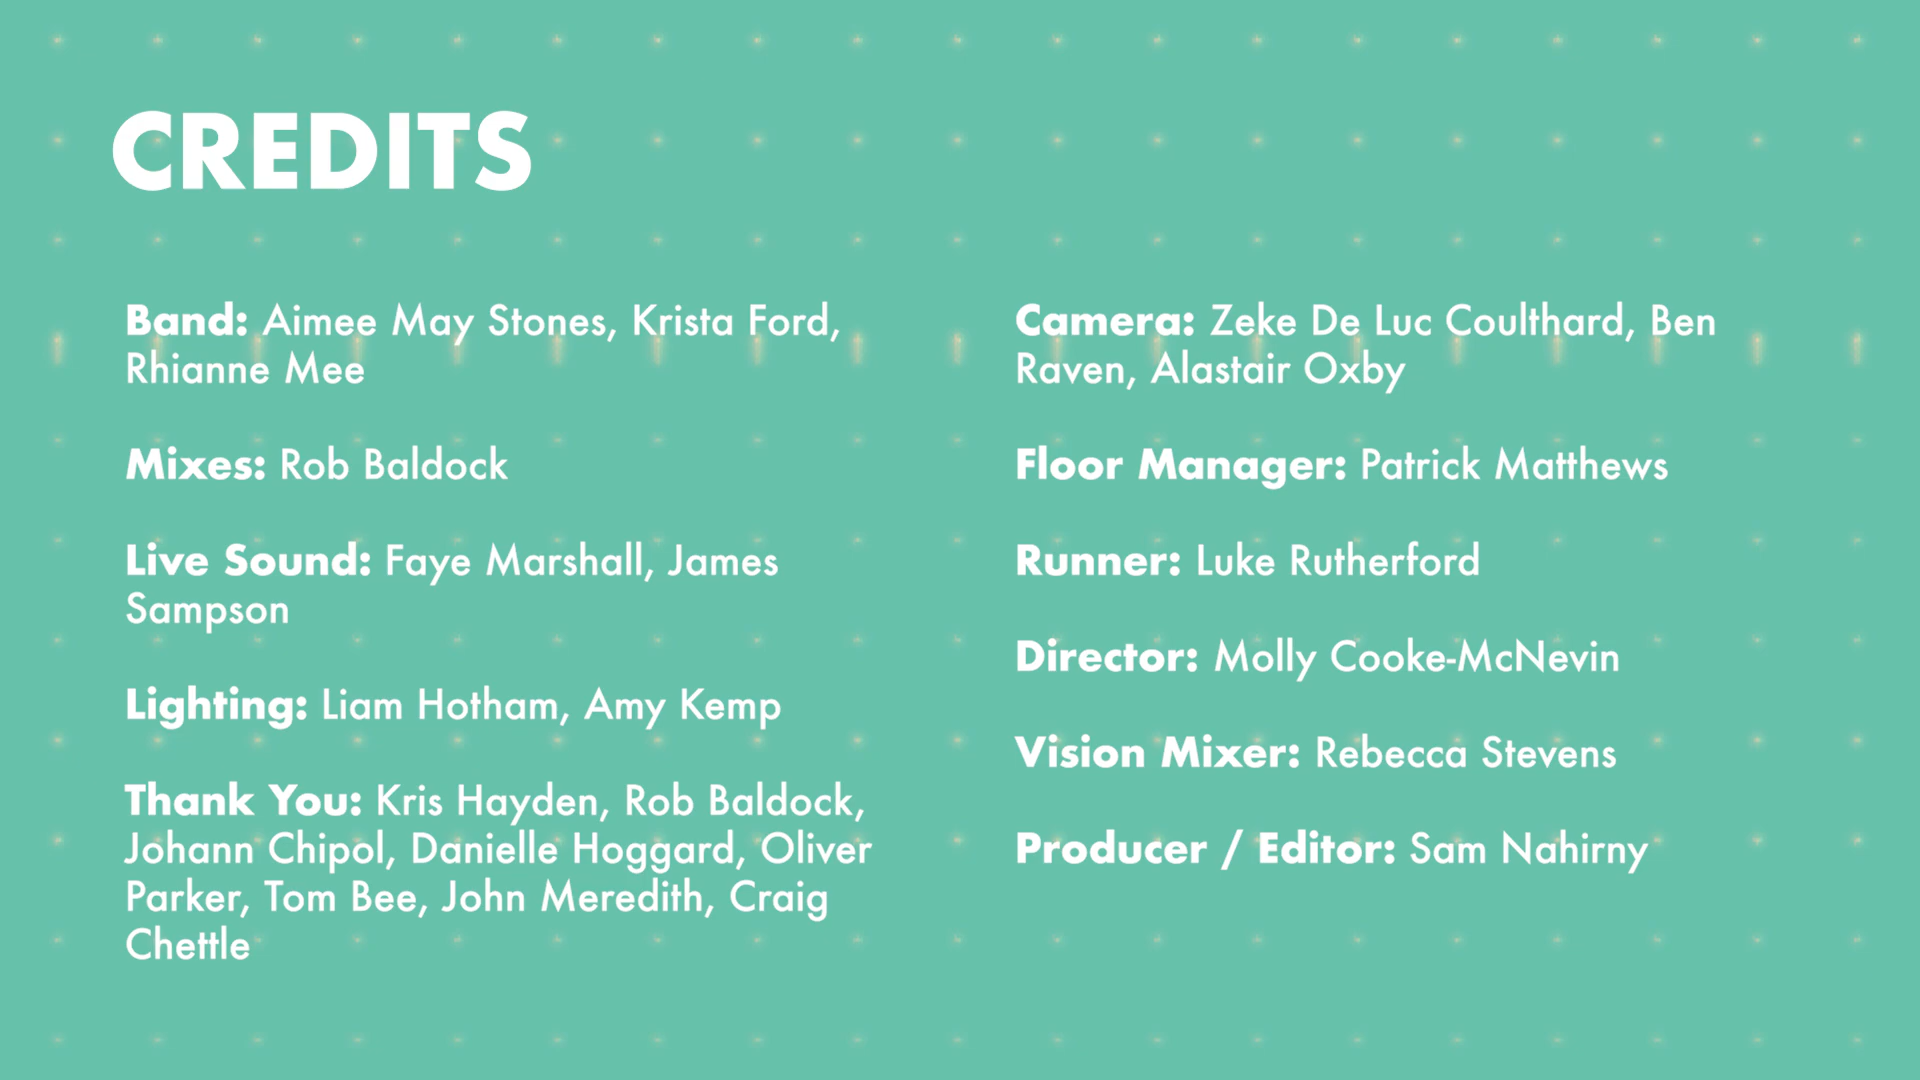 CREDITS
Band: Aimee May Stones, Krista Ford,
Rhianne Mee
Mixes: Rob Baldock
Live Sound: Faye Marshall, James
Sampson
Lighting: Liam Hotham, Amy Kemp
Thank You: Kris Hayden, Rob Baldock,
Johann Chipol, Danielle Hoggard, Oliver
Parker, Tom Bee, John Meredith, Craig
Chettle
Camera: Zeke De Luc Coulthard, Ben
Raven, Alastair Oxby
Floor Manager: Patrick Matthews
Runner: Luke Rutherford
Director: Molly Cooke-McNevin
Vision Mixer: Rebecca Stevens
Producer / Editor: Sam Nahirny